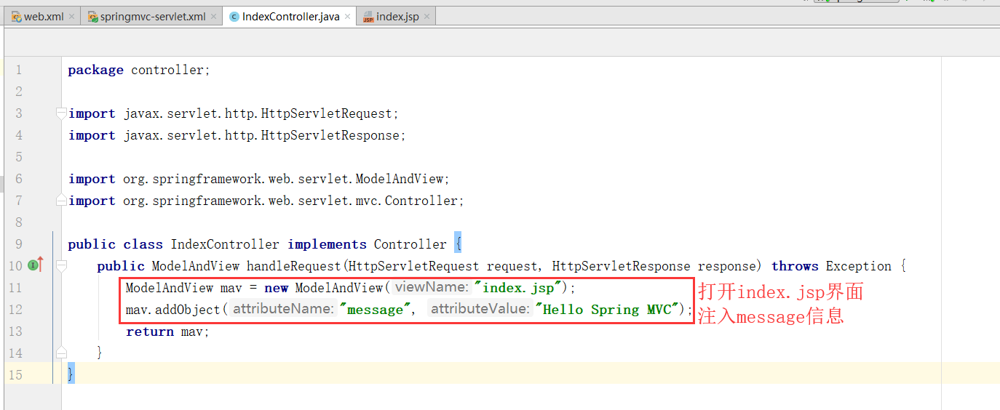 web.xml springmvc-servlet.xml IndexController.java index.jsp
1 package controller;
2
3 import javax.servlet.http.HttpServletRequest;
4 import javax.servlet.http.HttpServletResponse;
5
6 import org.springframework.web.servlet.ModelAndView;
7 import org.springframework.web.servlet.mvc.Controller;
8
9 public class IndexController implements Controller {
10 public ModelAndView handleRequest(HttpServletRequest request, HttpServletResponse response) throws Exception {
11 ModelAndView mav = new ModelAndView( viewName: "index.jsp"); 打开index.jsp界面
12 mav.addObject( attributeName: "message", attributeValue: "Hello Spring MVC"); 注入message信息
13 return mav;
14 }
15 }